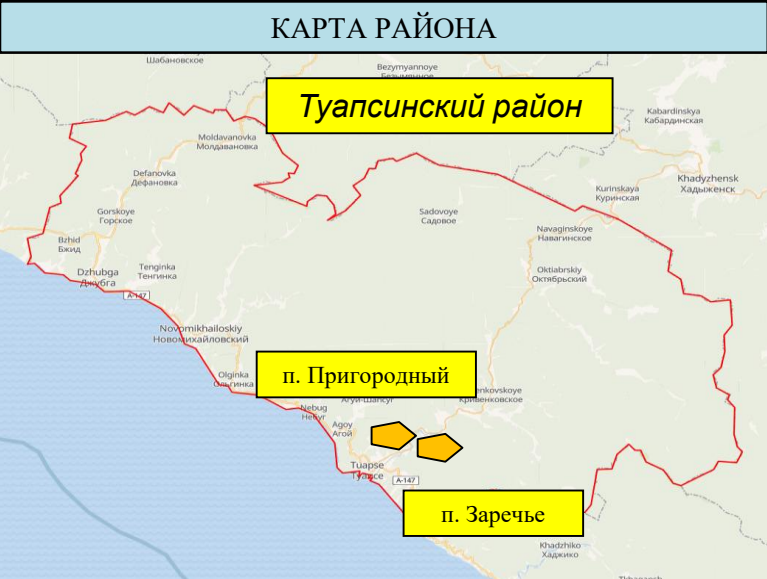 КАРТА РАЙОНА
Шабановское
Bezymyannoye
Безымянное
Туапсинский район
Kabardinskya
Кабардинская
Moldavanovka
Молдавановка
Defanovka
Дефановка
Khadyzhensk
Хадыженск
Kurinskaya
Куринская
Gorskoye
Горское
Sadovoye
Садовое
Navaginskoye
Навагинское
Bzhid
Бжид
Dzhubga
Джубга
Tenginka
Тенгинка
Oktiabrskiy
Октябрьский
A-147
Novomikhailoskiy
Новомихайловский
п. Пригородный
Olginka
Ольгинка
enkovskoye
Кривенковское
Агуй-Шапсуг
Nebug
Небуг
Agoy
Агой
Tuapse
Туапсе
A-147
п. Заречье
Khadzhiko
Хаджико